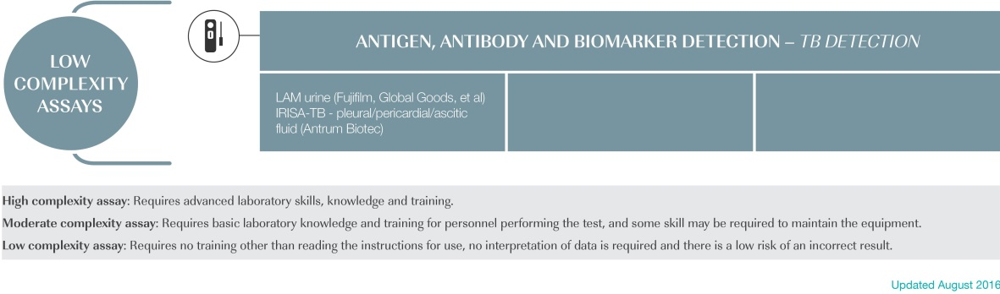 LOW
COMPLEXITY
ASSAYS
ANTIGEN, ANTIBODY AND BIOMARKER DETECTION – TB DETECTION
LAM urine (Fujifilm, Global Goods, et al)
IRISA-TB - pleural/pericardial/ascitic
fluid (Antrum Biotec)
High complexity assay: Requires advanced laboratory skills, knowledge and training.
Moderate complexity assay: Requires basic laboratory knowledge and training for personnel performing the test, and some skill may be required to maintain the equipment.
Low complexity assay: Requires no training other than reading the instructions for use, no interpretation of data is required and there is a low risk of an incorrect result.
Updated August 2016